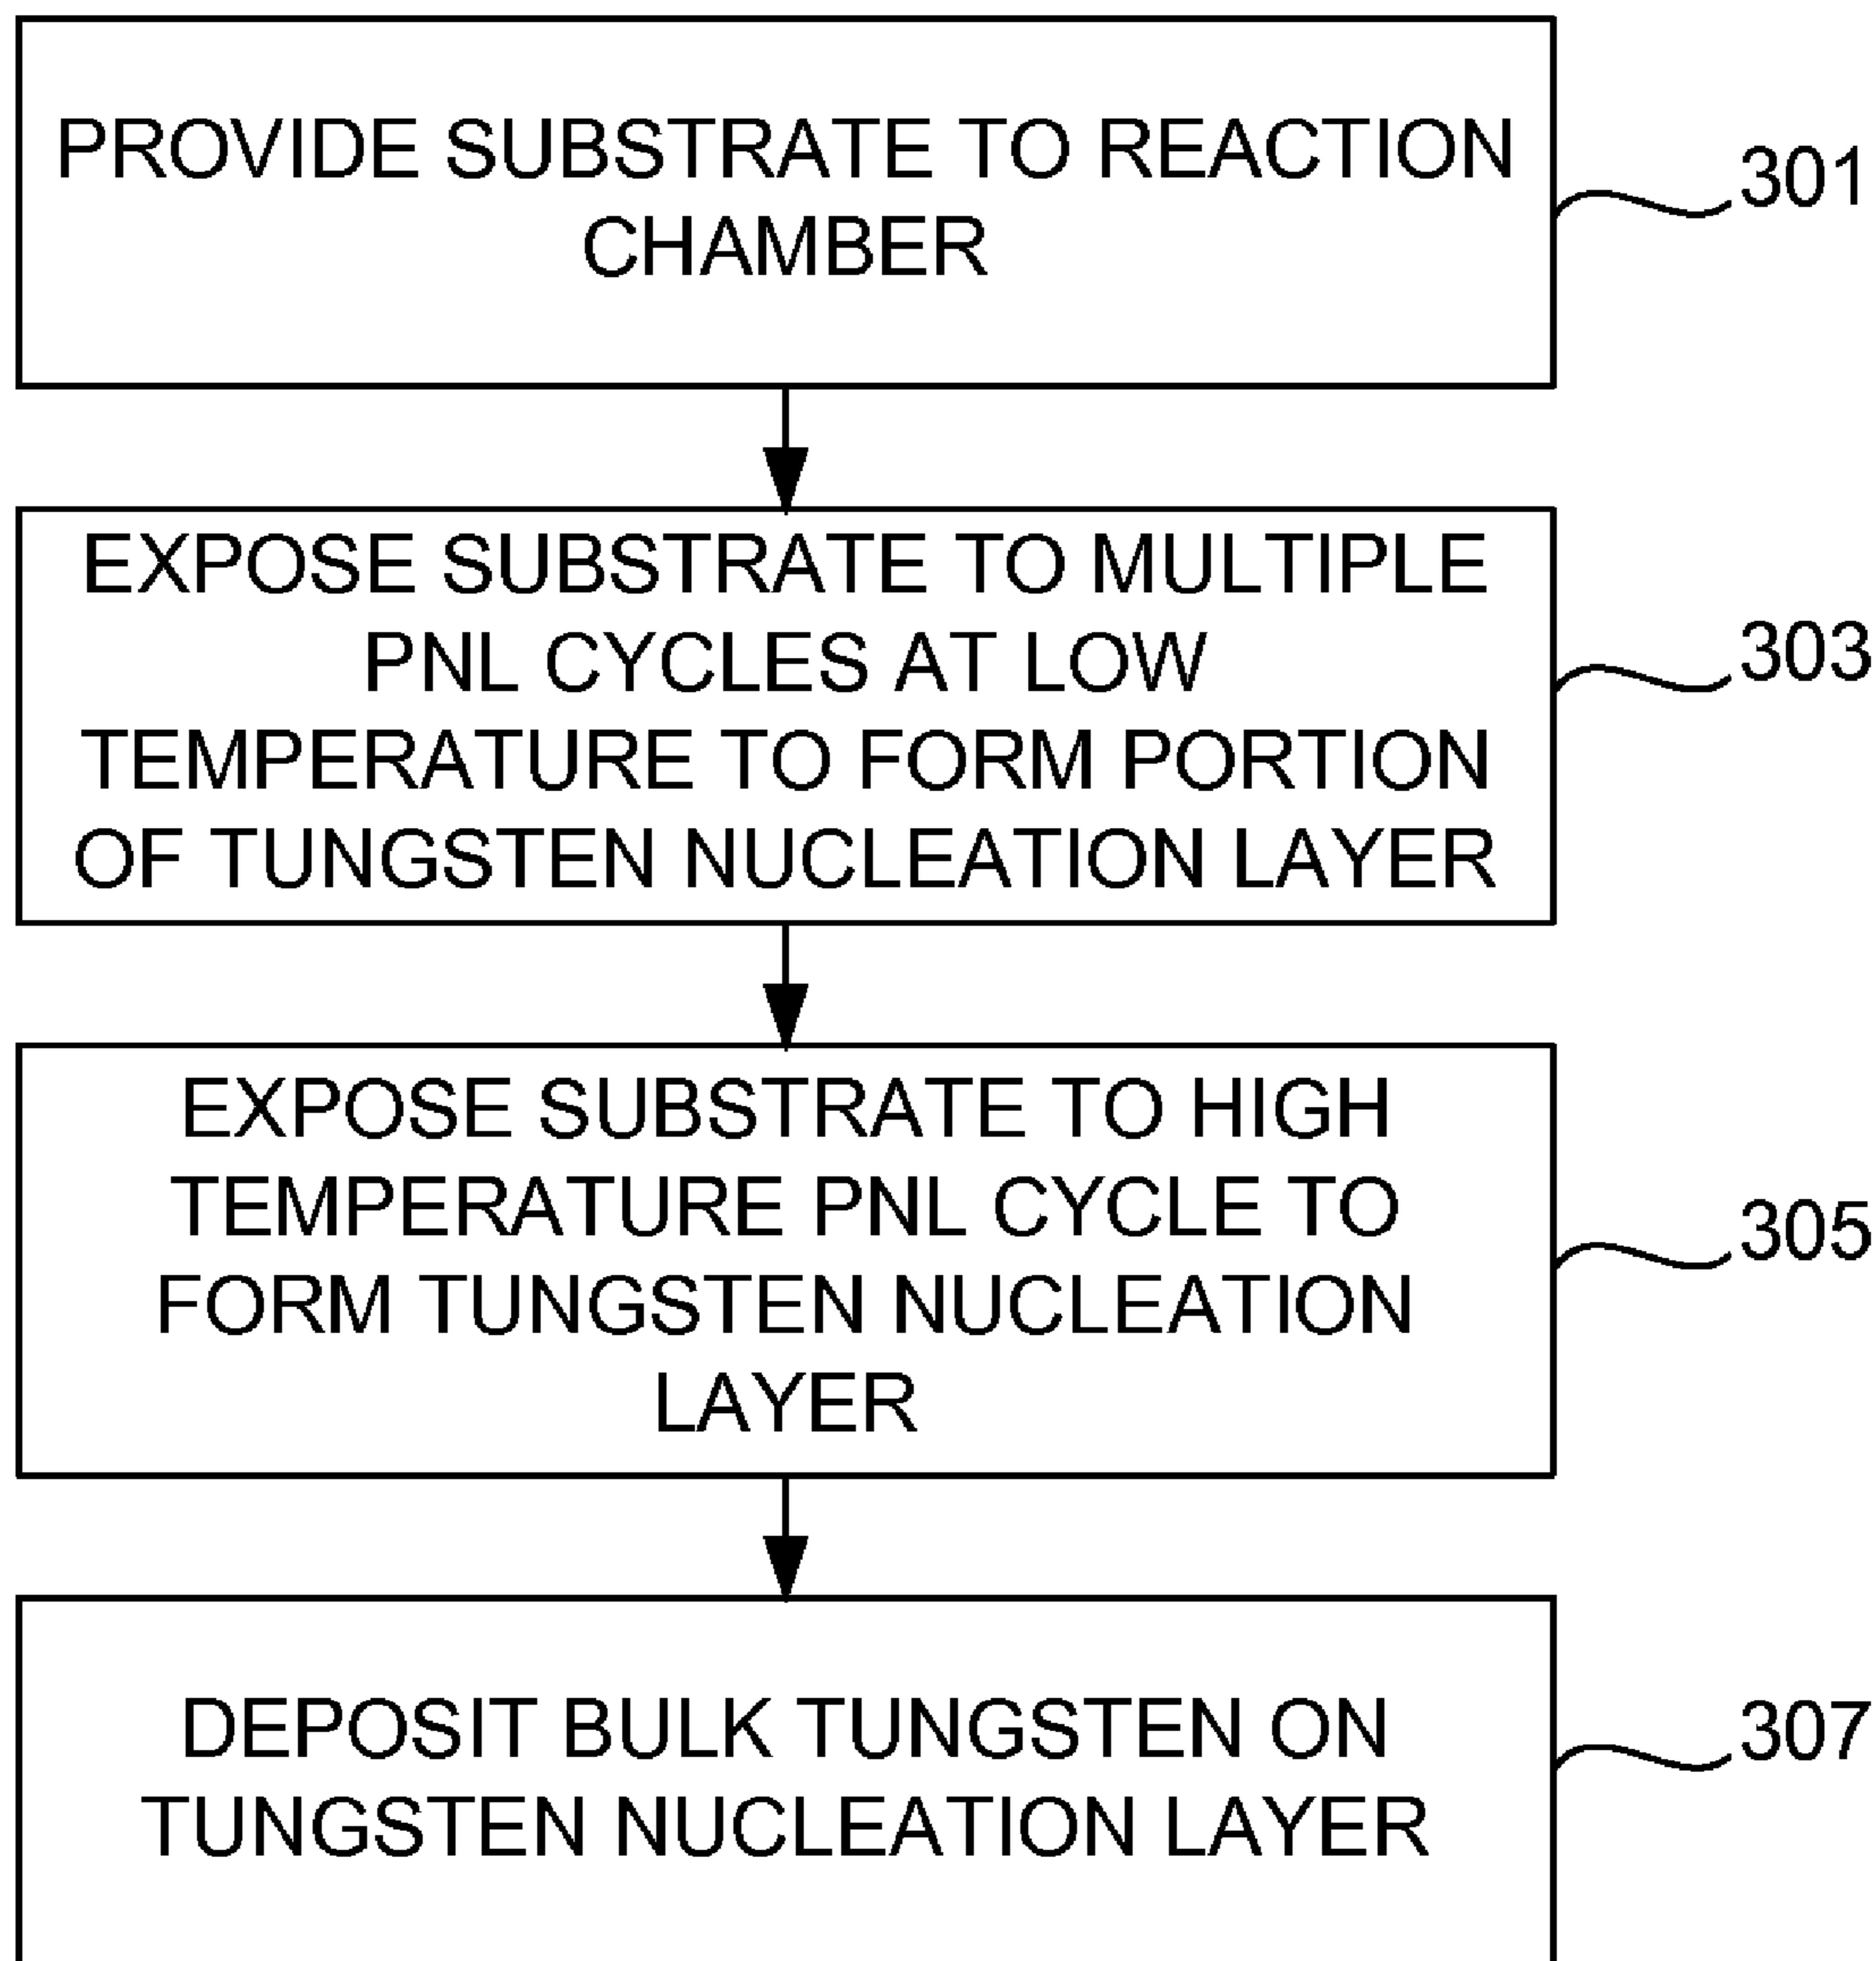 PROVIDE SUBSTRATE TO REACTION
CHAMBER
301
EXPOSE SUBSTRATE TO MULTIPLE
PNL CYCLES AT LOW
TEMPERATURE TO FORM PORTION
OF TUNGSTEN NUCLEATION LAYER
303
EXPOSE SUBSTRATE TO HIGH
TEMPERATURE PNL CYCLE TO
FORM TUNGSTEN NUCLEATION
LAYER
305
DEPOSIT BULK TUNGSTEN ON
TUNGSTEN NUCLEATION LAYER
307